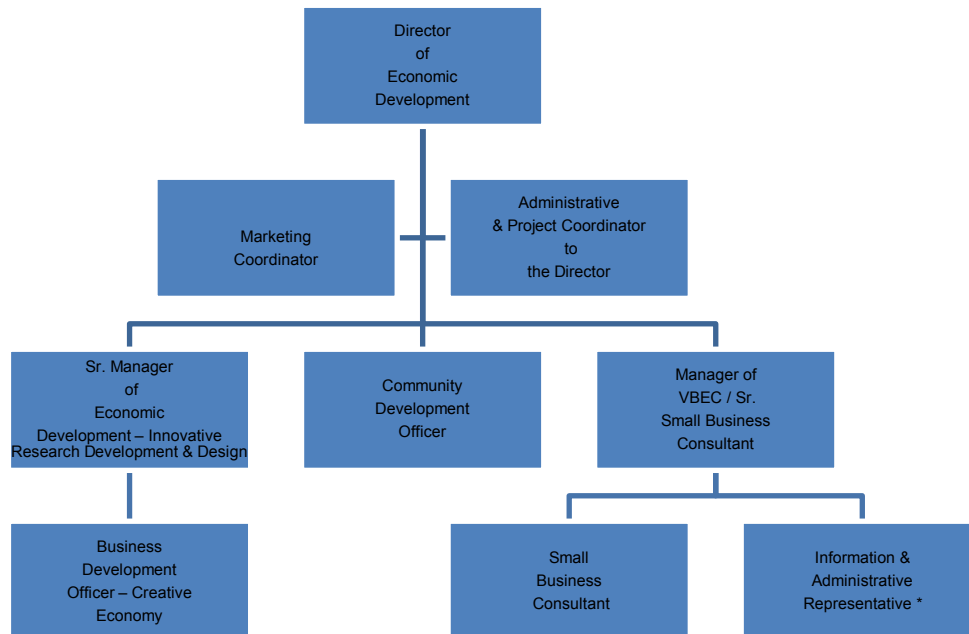 Director
of
Economic
Development
Marketing
Coordinator
Administrative
& Project Coordinator
to
the Director
Sr. Manager
of
Economic
Development – Innovative
Research Development & Design
Community
Development
Officer
Manager of
VBEC / Sr.
Small Business
Consultant
Business
Development
Officer – Creative
Economy
Small
Business
Consultant
Information &
Administrative
Representative *